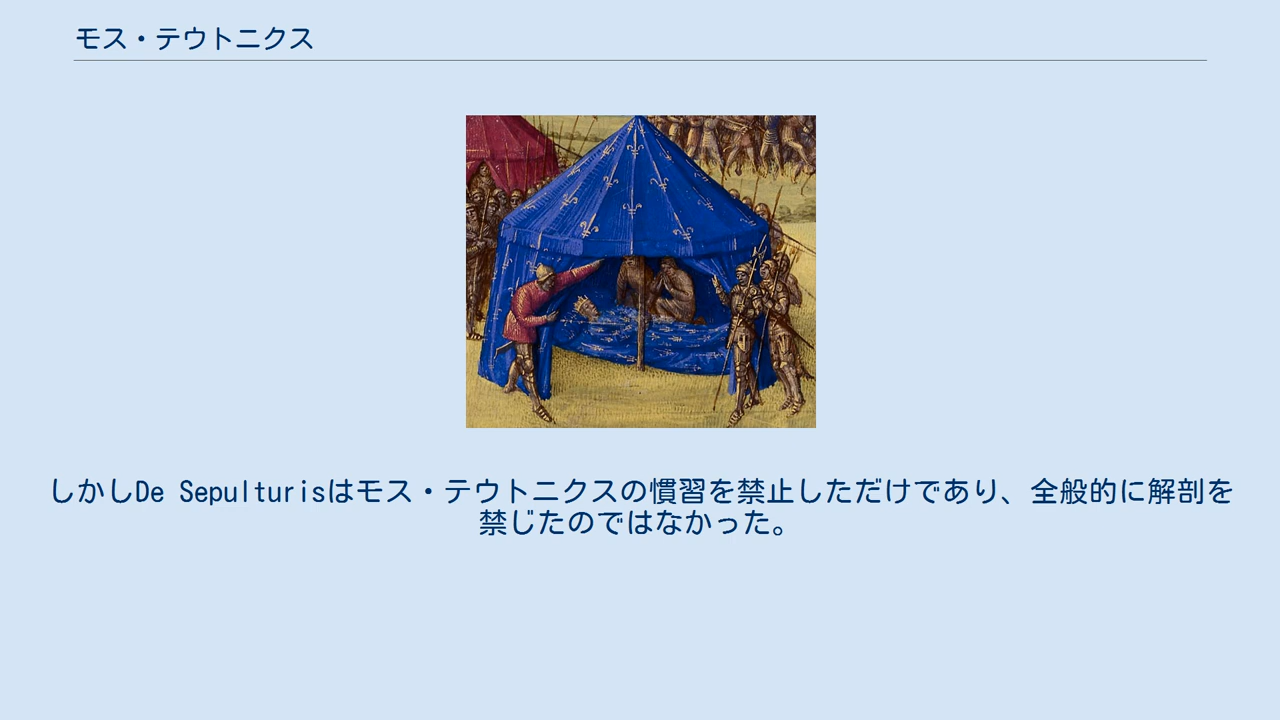 モス・テウトニクス
しかしDe Sepulturisはモス・テウトニクスの慣習を禁止しただけであり、全般的に解剖を
禁じたのではなかった。